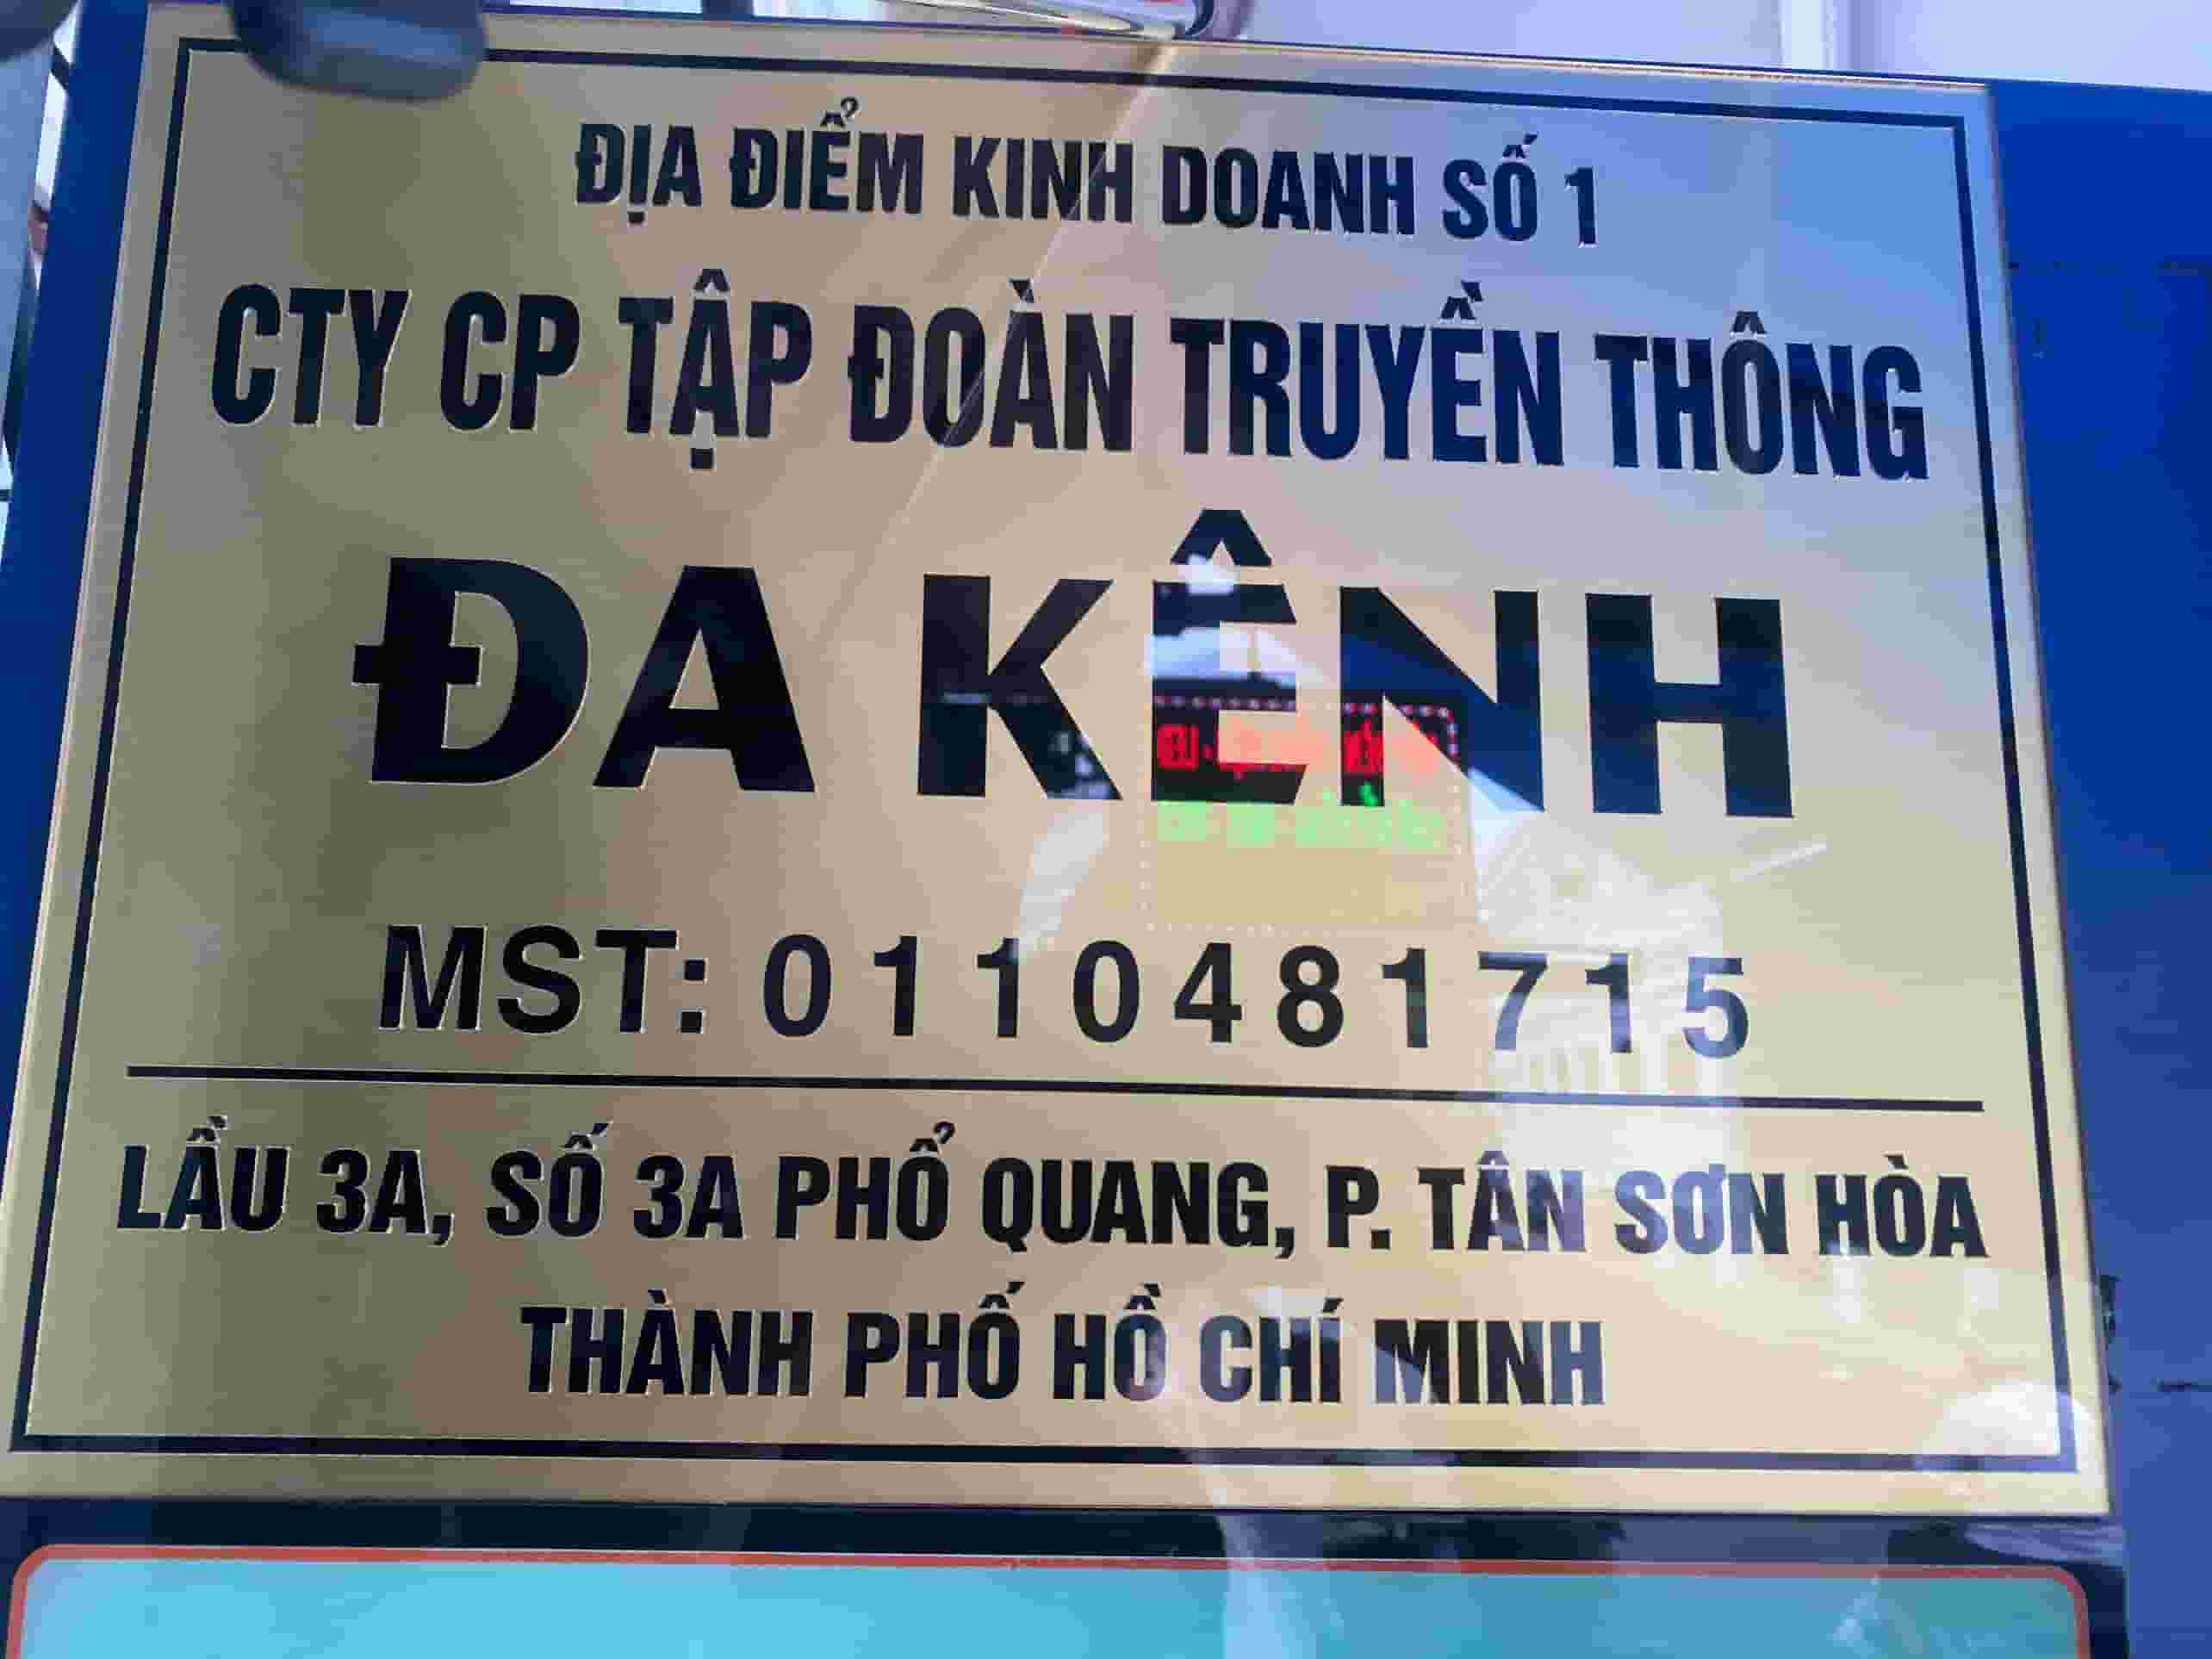 ĐỊA ĐIỂM KINH DOANH SỐ 1
CTY CP TẬP ĐOÀN TRUYỀN THÔNG
ĐA KÊNH
MST: 0110481715
LẦU 3A, SỐ 3A PHỔ QUANG, P. TÂN SƠN HÒA
THÀNH PHỐ HỒ CHÍ MINH